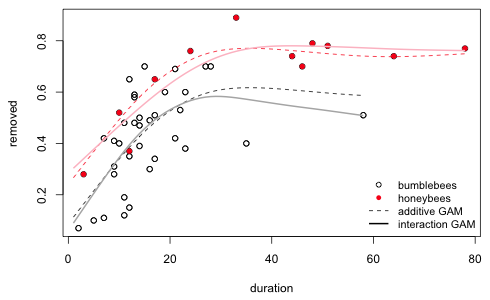 removed
0.8
0.6
0.4
0.2
bumblebees
honeybees
additive GAM
interaction GAM
0 20 40 60 80
duration